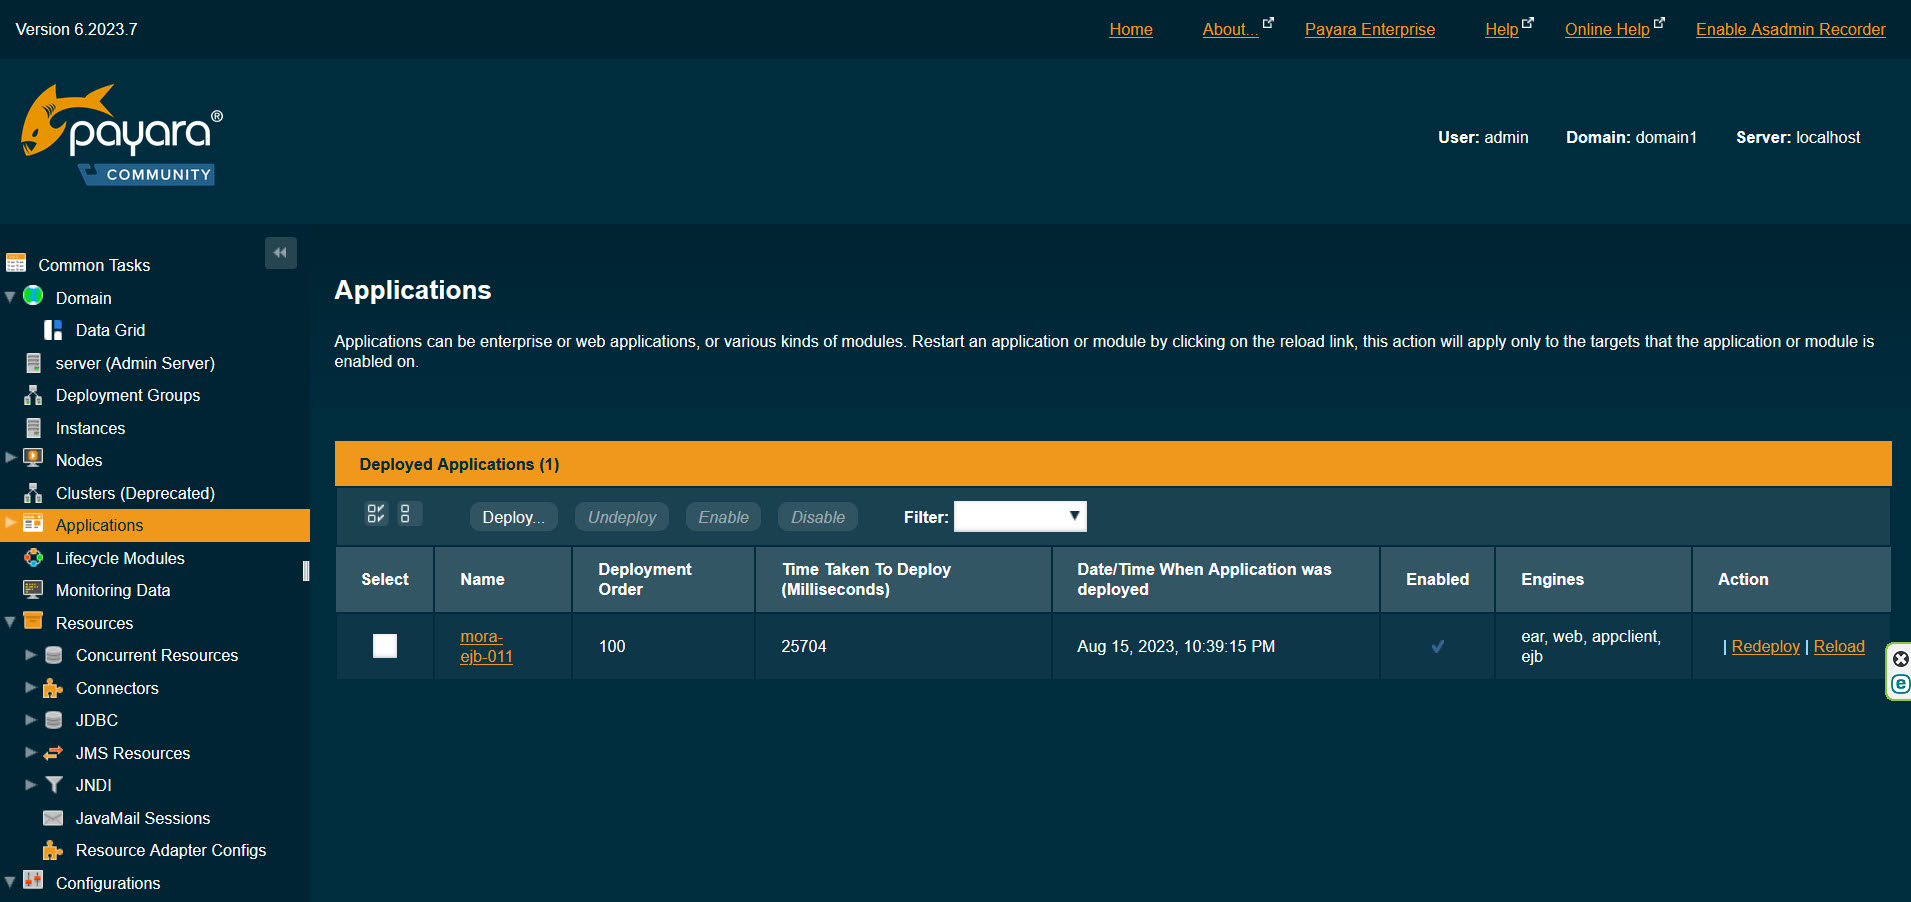 Version 6.2023.7
Home
About...
Payara Enterprise
Help
Online Help
Enable Asadmin Recorder
payara®
COMMUNITY
User: admin
Domain: domain1
Server: localhost
Common Tasks
Domain
Data Grid
server (Admin Server)
Deployment Groups
Instances
Nodes
Clusters (Deprecated)
Applications
Lifecycle Modules
Monitoring Data
Resources
Concurrent Resources
Connectors
JDBC
JMS Resources
JNDI
JavaMail Sessions
Resource Adapter Configs
Configurations
Applications
Applications can be enterprise or web applications, or various kinds of modules. Restart an application or module by clicking on the reload link, this action will apply only to the targets that the application or module is
enabled on.
Deployed Applications (1)
Deploy...
Undeploy
Enable
Disable
Filter:
Select
Name
Deployment
Order
Time Taken To Deploy
(Milliseconds)
Date/Time When Application was
deployed
Enabled
Engines
Action
mora-
ejb-011
100
25704
Aug 15, 2023, 10:39:15 PM
ear, web, appclient,
ejb
| Redeploy | Reload
e